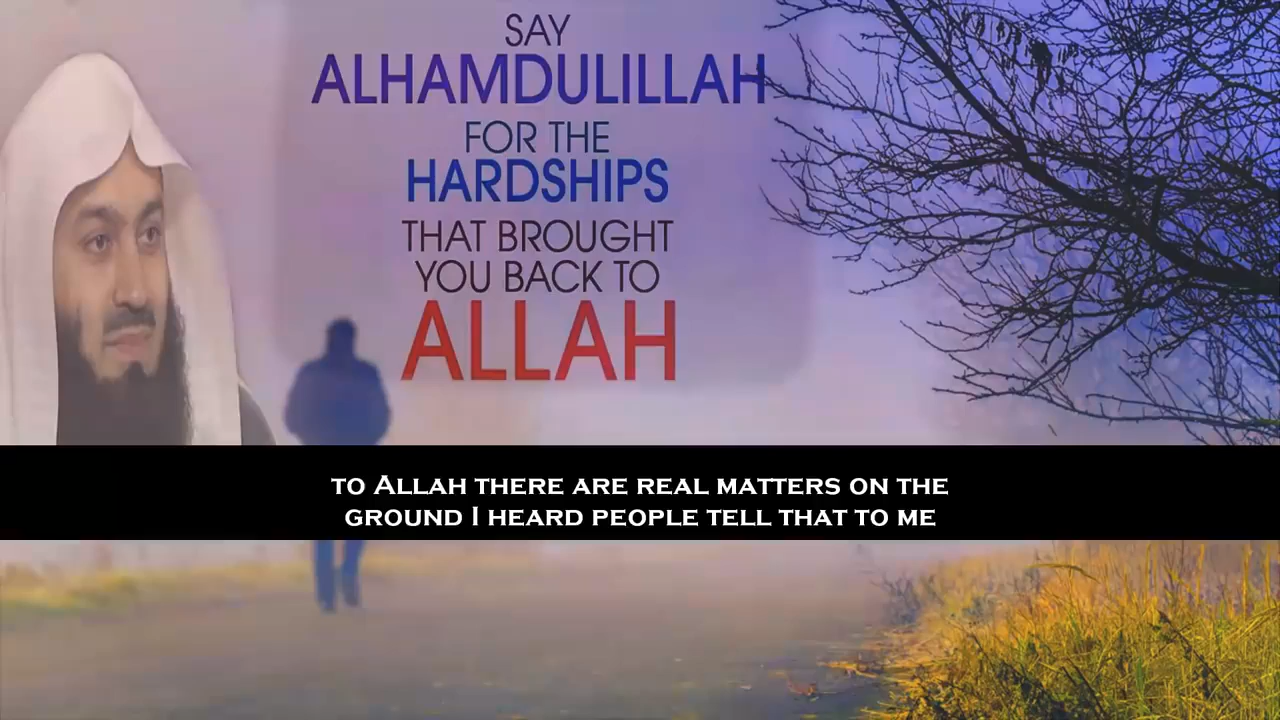 SAY
ALHAMDULILLAH
FOR THE
HARDSHIPS
THAT BROUGHT
YOU BACK TO
ALLAH
TO ALLAH THERE ARE REAL MATTERS ON THE
GROUND I HEARD PEOPLE TELL THAT TO ME